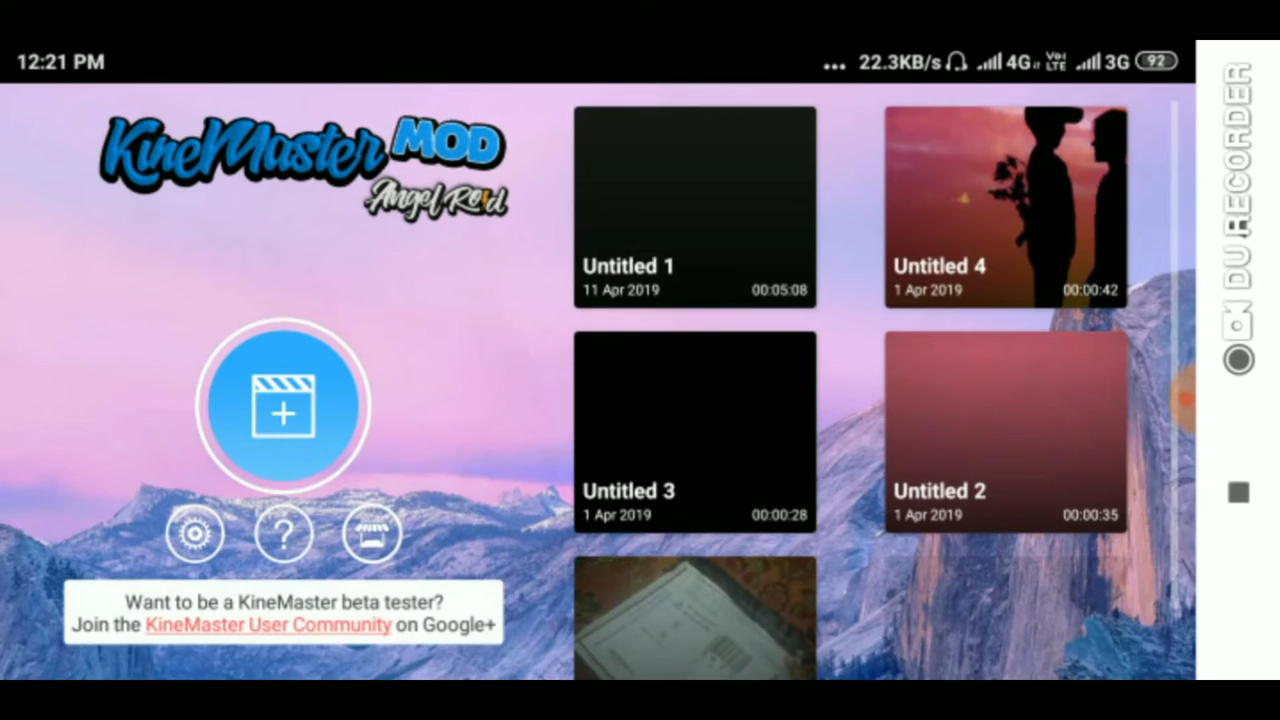 12:21 PM
... 22.3KB/s 4G Vo! LTE 3G 92
KineMaster MOD
Angel Roid
Untitled 1
11 Apr 2019 00:05:08
Untitled 4
1 Apr 2019 00:00:42
Untitled 3
1 Apr 2019 00:00:28
Untitled 2
1 Apr 2019 00:00:35
?
Want to be a KineMaster beta tester?
Join the KineMaster User Community on Google+
DU RECORDER